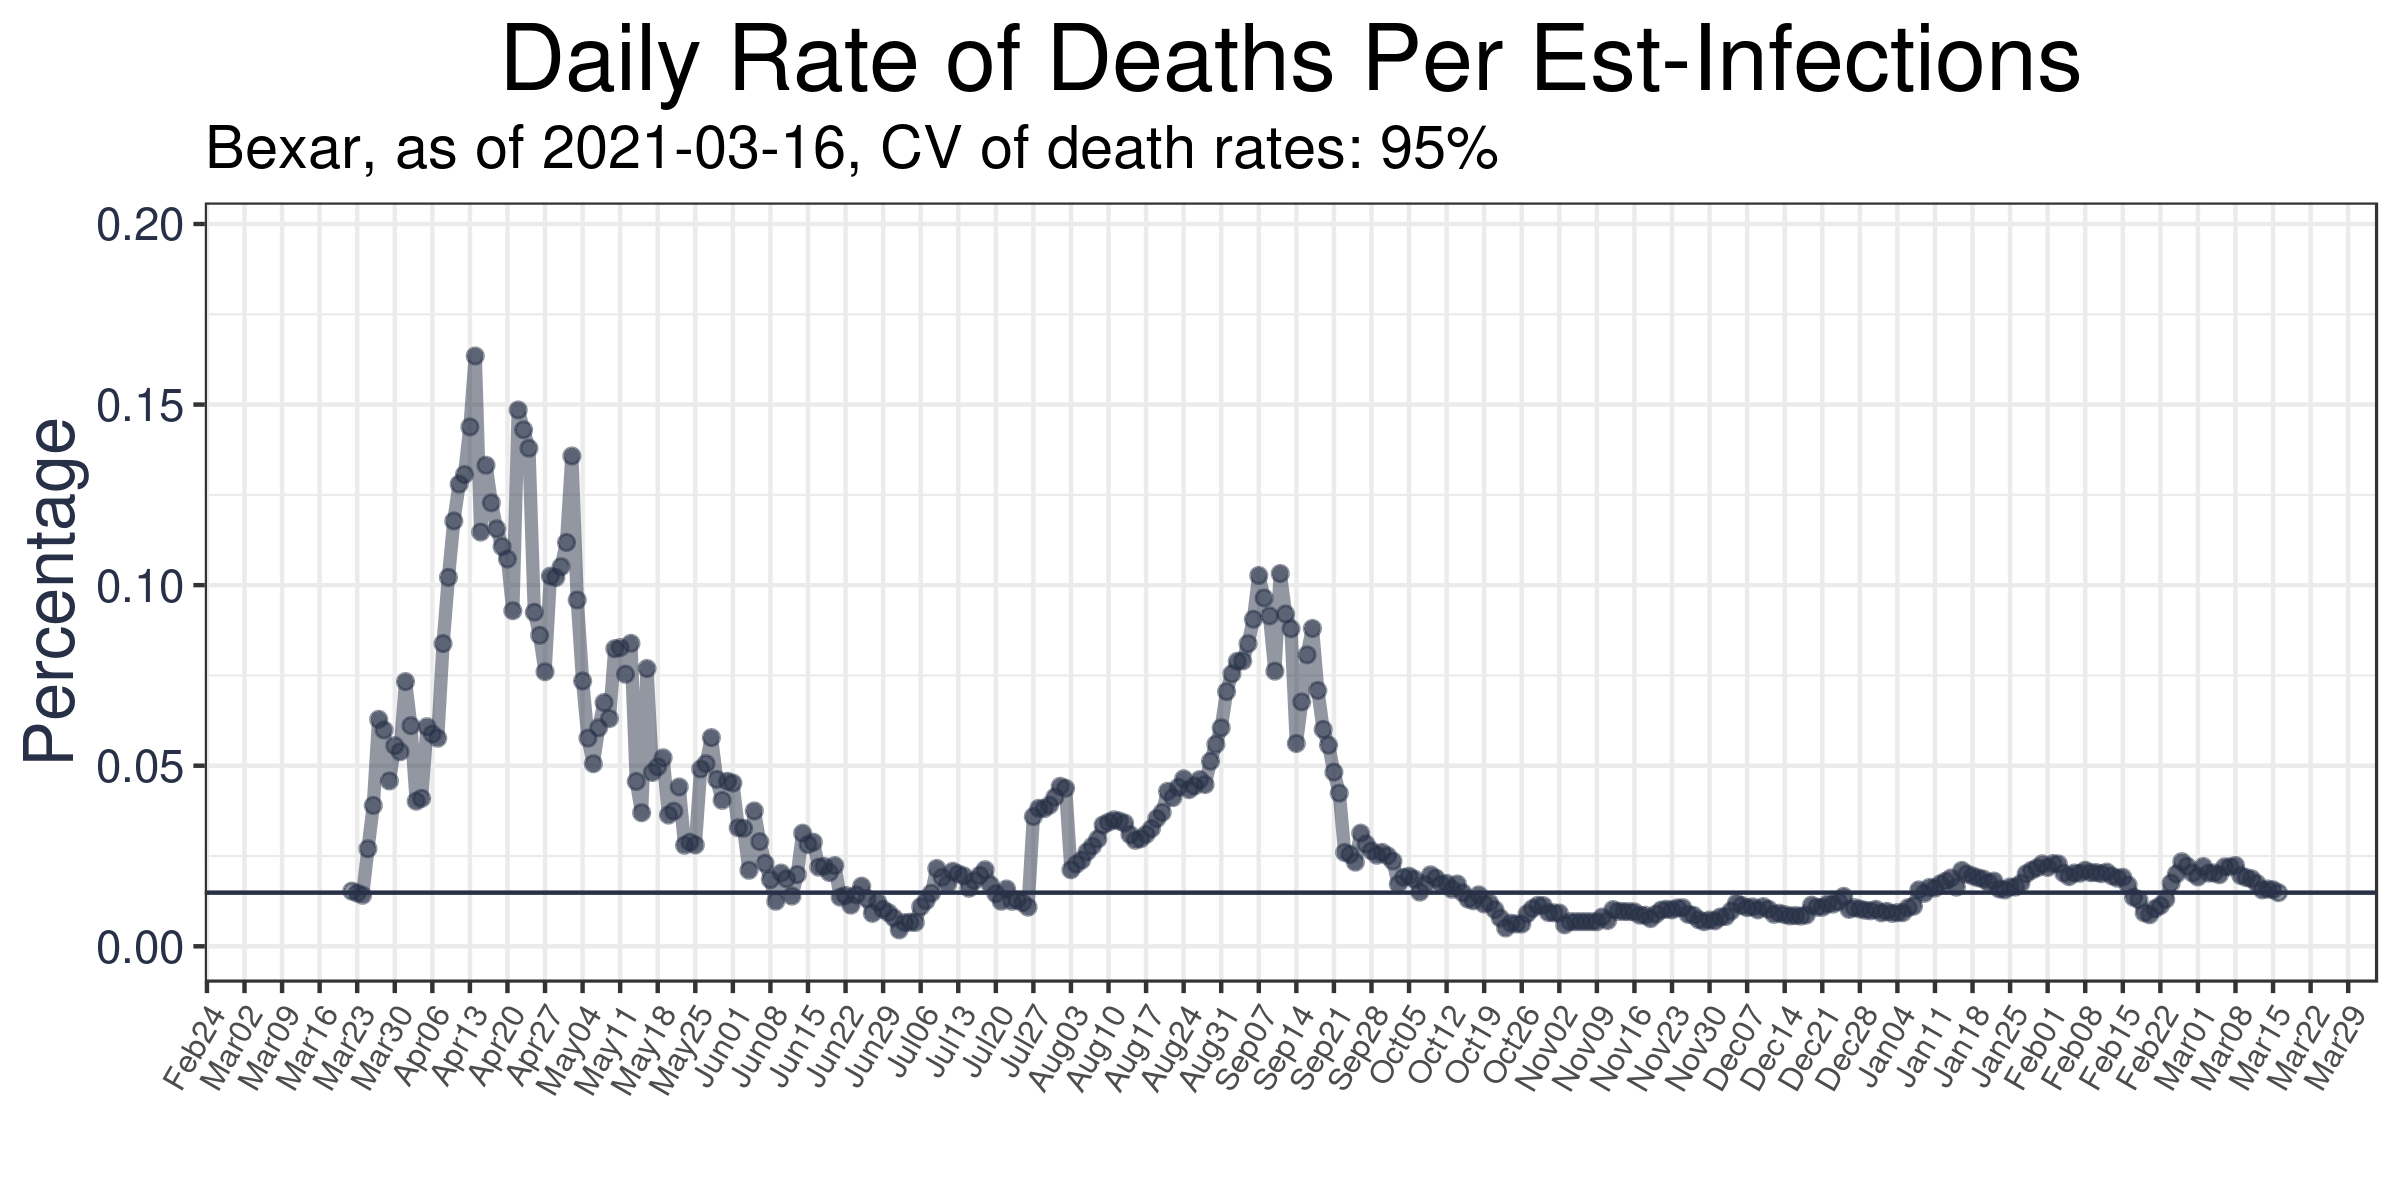 Daily Rate of Deaths Per Est-Infections
Bexar, as of 2021-03-16, CV of death rates: 95%
Percentage
0.20
0.15
0.10
0.05
0.00
Feb24
Mar02
Mar09
Mar16
Mar23
Mar30
Apr06
Apr13
Apr20
Apr27
May04
May11
May18
May25
Jun01
Jun08
Jun15
Jun22
Jun29
Jul06
Jul13
Jul20
Jul27
Aug03
Aug10
Aug17
Aug24
Aug31
Sep07
Sep14
Sep21
Sep28
Oct05
Oct12
Oct19
Oct26
Nov02
Nov09
Nov16
Nov23
Nov30
Dec07
Dec14
Dec21
Dec28
Jan04
Jan11
Jan18
Jan25
Feb01
Feb08
Feb15
Feb22
Mar01
Mar08
Mar15
Mar22
Mar29